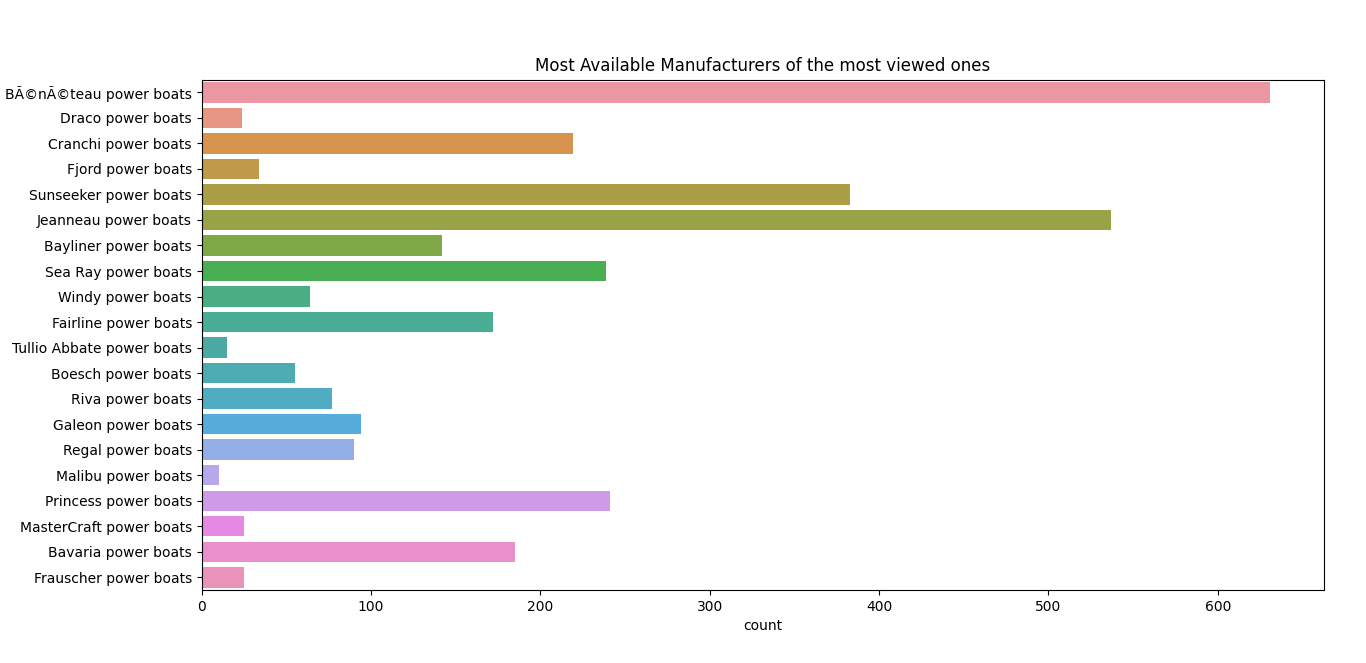 Most Available Manufacturers of the most viewed ones
BÃ©nÃ©teau power boats
Draco power boats
Cranchi power boats
Fjord power boats
Sunseeker power boats
Jeanneau power boats
Bayliner power boats
Sea Ray power boats
Windy power boats
Fairline power boats
Tullio Abbate power boats
Boesch power boats
Riva power boats
Galeon power boats
Regal power boats
Malibu power boats
Princess power boats
MasterCraft power boats
Bavaria power boats
Frauscher power boats
0 100 200 300 400 500 600
count